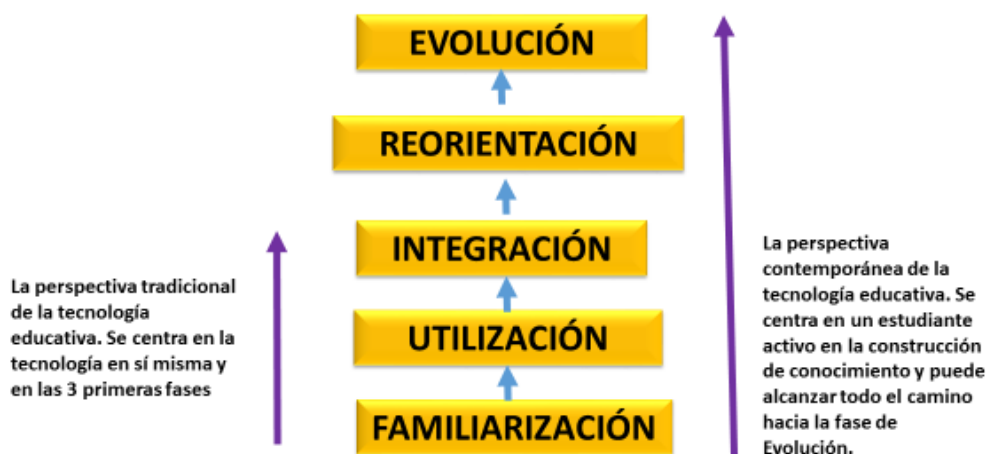 EVOLUCIÓN
REORIENTACIÓN
INTEGRACIÓN
UTILIZACIÓN
FAMILIARIZACIÓN
La perspectiva tradicional
de la tecnología
educativa. Se centra en la
tecnología en sí misma y
en las 3 primeras fases
La perspectiva
contemporánea de la
tecnología educativa. Se
centra en un estudiante
activo en la construcción
de conocimiento y puede
alcanzar todo el camino
hacia la fase de
Evolución.